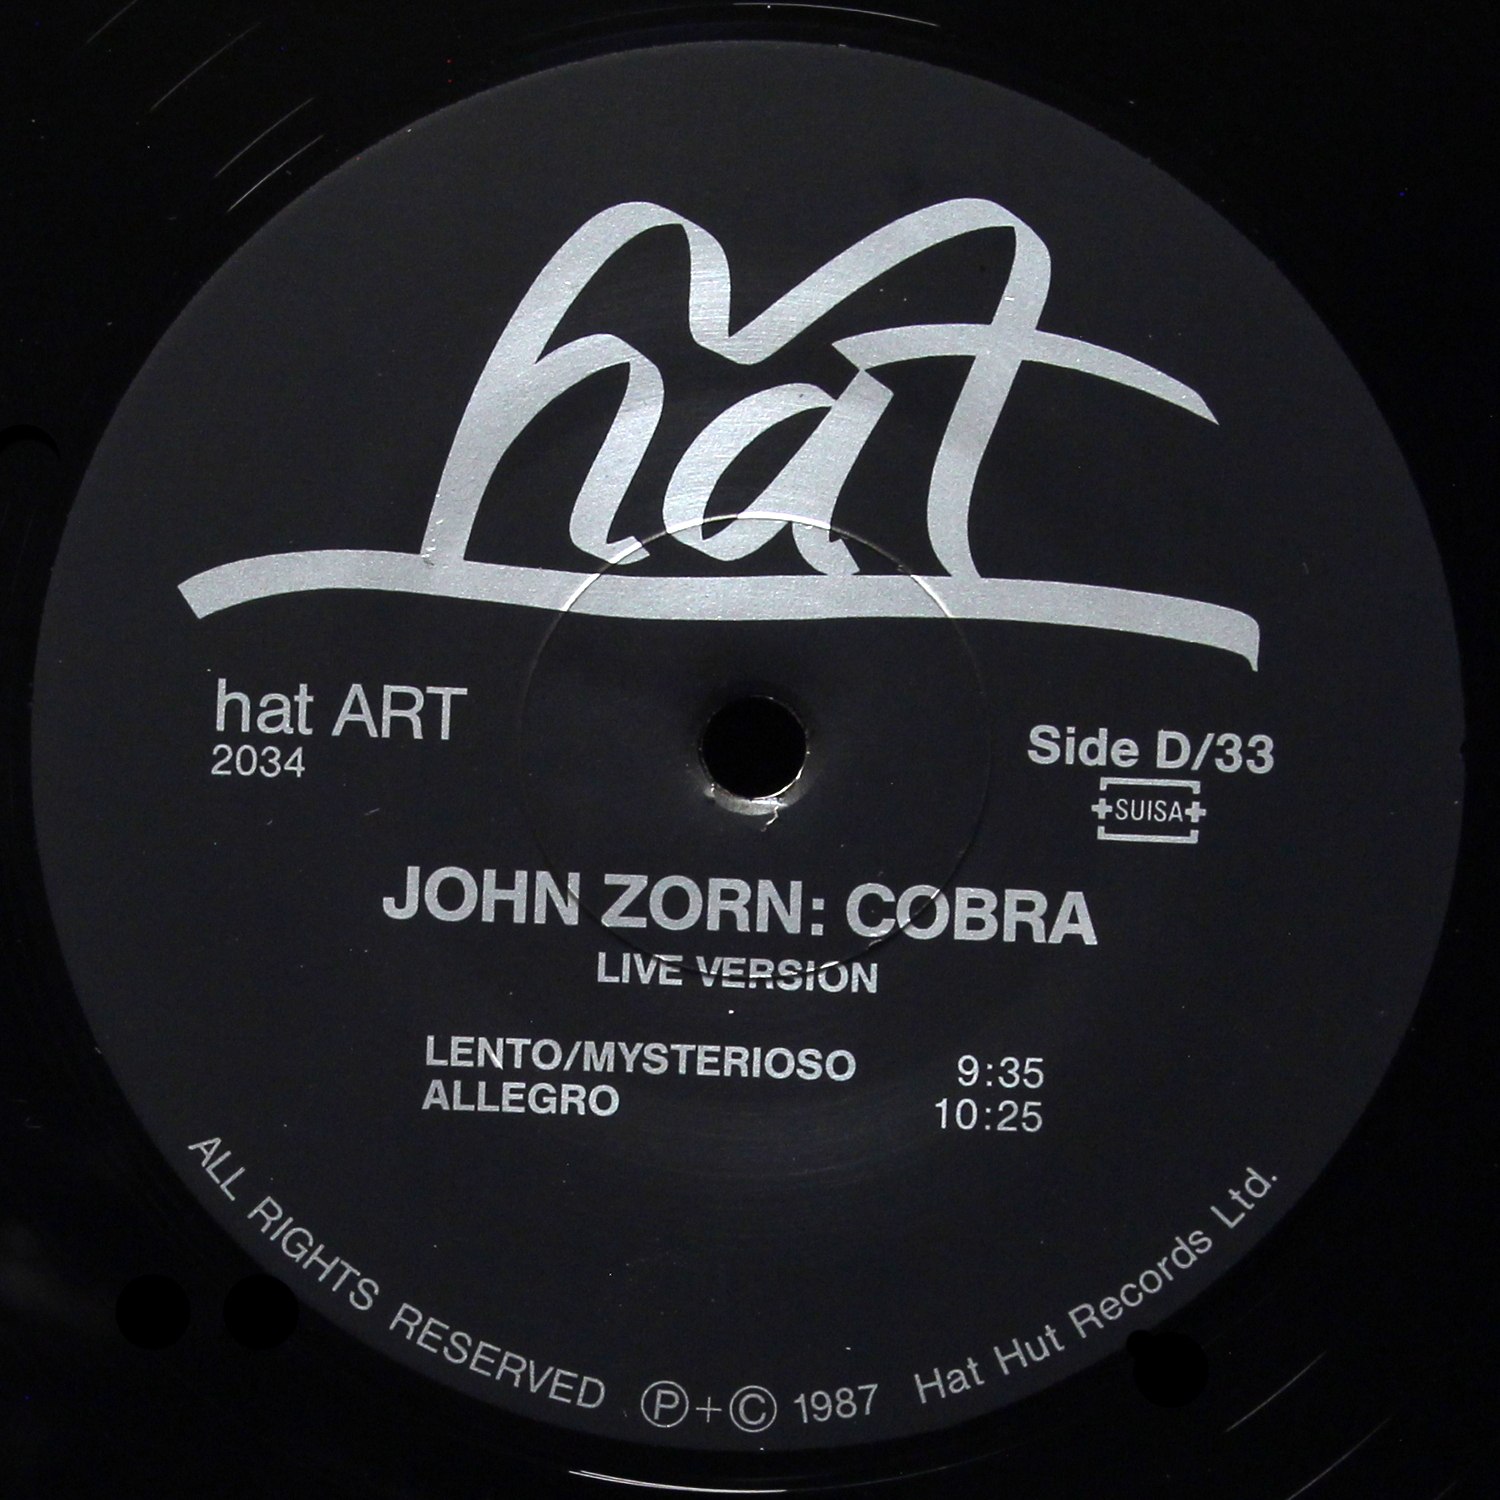 hat
hat ART
2034
Side D/33
SUISA
JOHN ZORN: COBRA
LIVE VERSION
LENTO/MYSTERIOSO 9:35
ALLEGRO 10:25
ALL RIGHTS RESERVED Ⓟ+© 1987 Hat Hut Records Ltd.